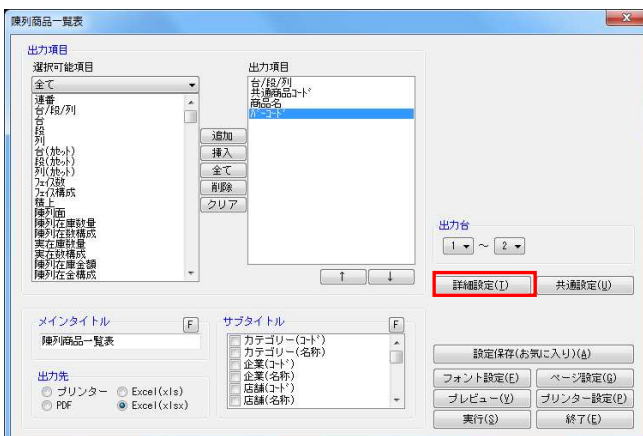 陳列商品一覧表
出力項目
選択可能項目
全て
連番
台/段/列
台
段
列
台(ｶｾｯﾄ)
段(ｶｾｯﾄ)
列(ｶｾｯﾄ)
ﾌｪｲｽ数
ﾌｪｲｽ構成
積上
陳列面
陳列在庫数量
陳列在数構成
実在庫数量
実在数構成
陳列在庫金額
陳列在金構成
追加
挿入
全て
削除
クリア
出力項目
台/段/列
共通商品ｺｰﾄﾞ
商品名
ﾊﾞｰｺｰﾄﾞ
↑
↓
出力台
1 ～ 2
詳細設定(T)
共通設定(U)
メインタイトル
F
陳列商品一覧表
出力先
プリンター
Excel(xls)
PDF
Excel(xlsx)
サブタイトル
F
カテゴリー(ｺｰﾄﾞ)
カテゴリー(名称)
企業(ｺｰﾄﾞ)
企業(名称)
店舗(ｺｰﾄﾞ)
店舗(名称)
設定保存(お気に入り)(A)
フォント設定(F)
ページ設定(G)
プレビュー(V)
プリンター設定(P)
実行(S)
終了(E)